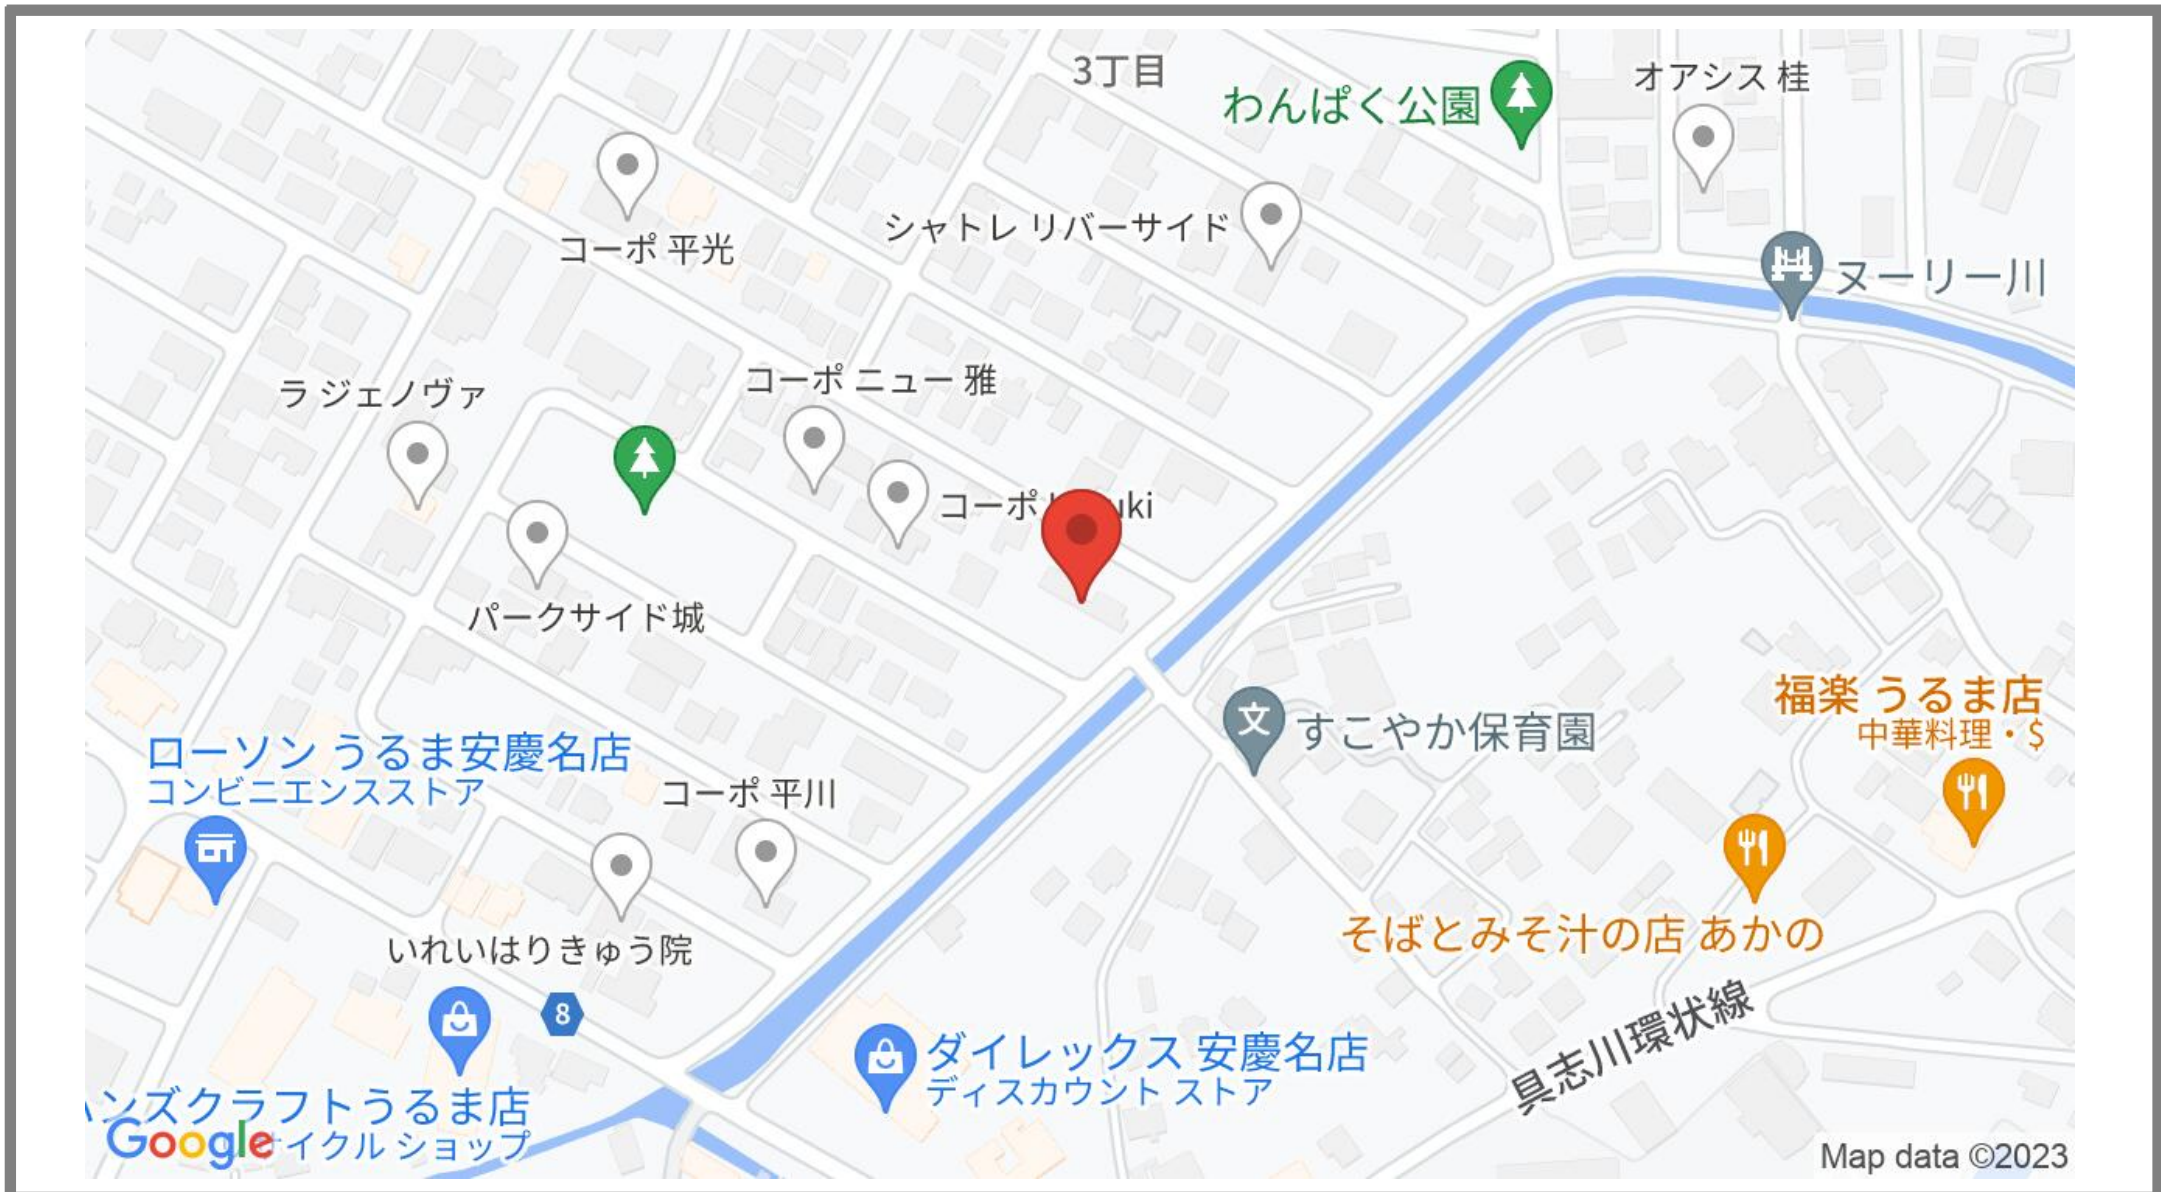 3丁目
オアシス 桂
わんぱく公園
シャトレ リバーサイド
コーポ 平光
ヌーリー川
コーポ ニュー 雅
ラ ジェノヴァ
コーポ
パークサイド城
福楽 うるま店
中華料理・$
すこやか保育園
ローソン うるま安慶名店
コンビニエンスストア
コーポ 平川
文
そばとみそ汁の店 あかの
いれいはりきゅう院
8
具志川環状線
ダイレックス 安慶名店
ディスカウント ストア
ンズクラフトうるま店
イクル ショップ
Google
Map data ©2023